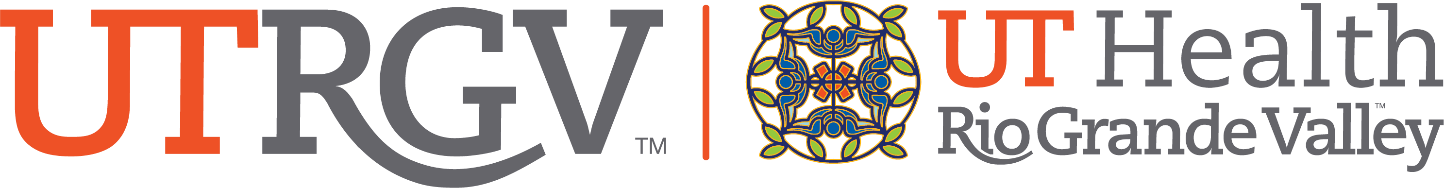 UTRGV™
UT Health
Rio Grande Valley™